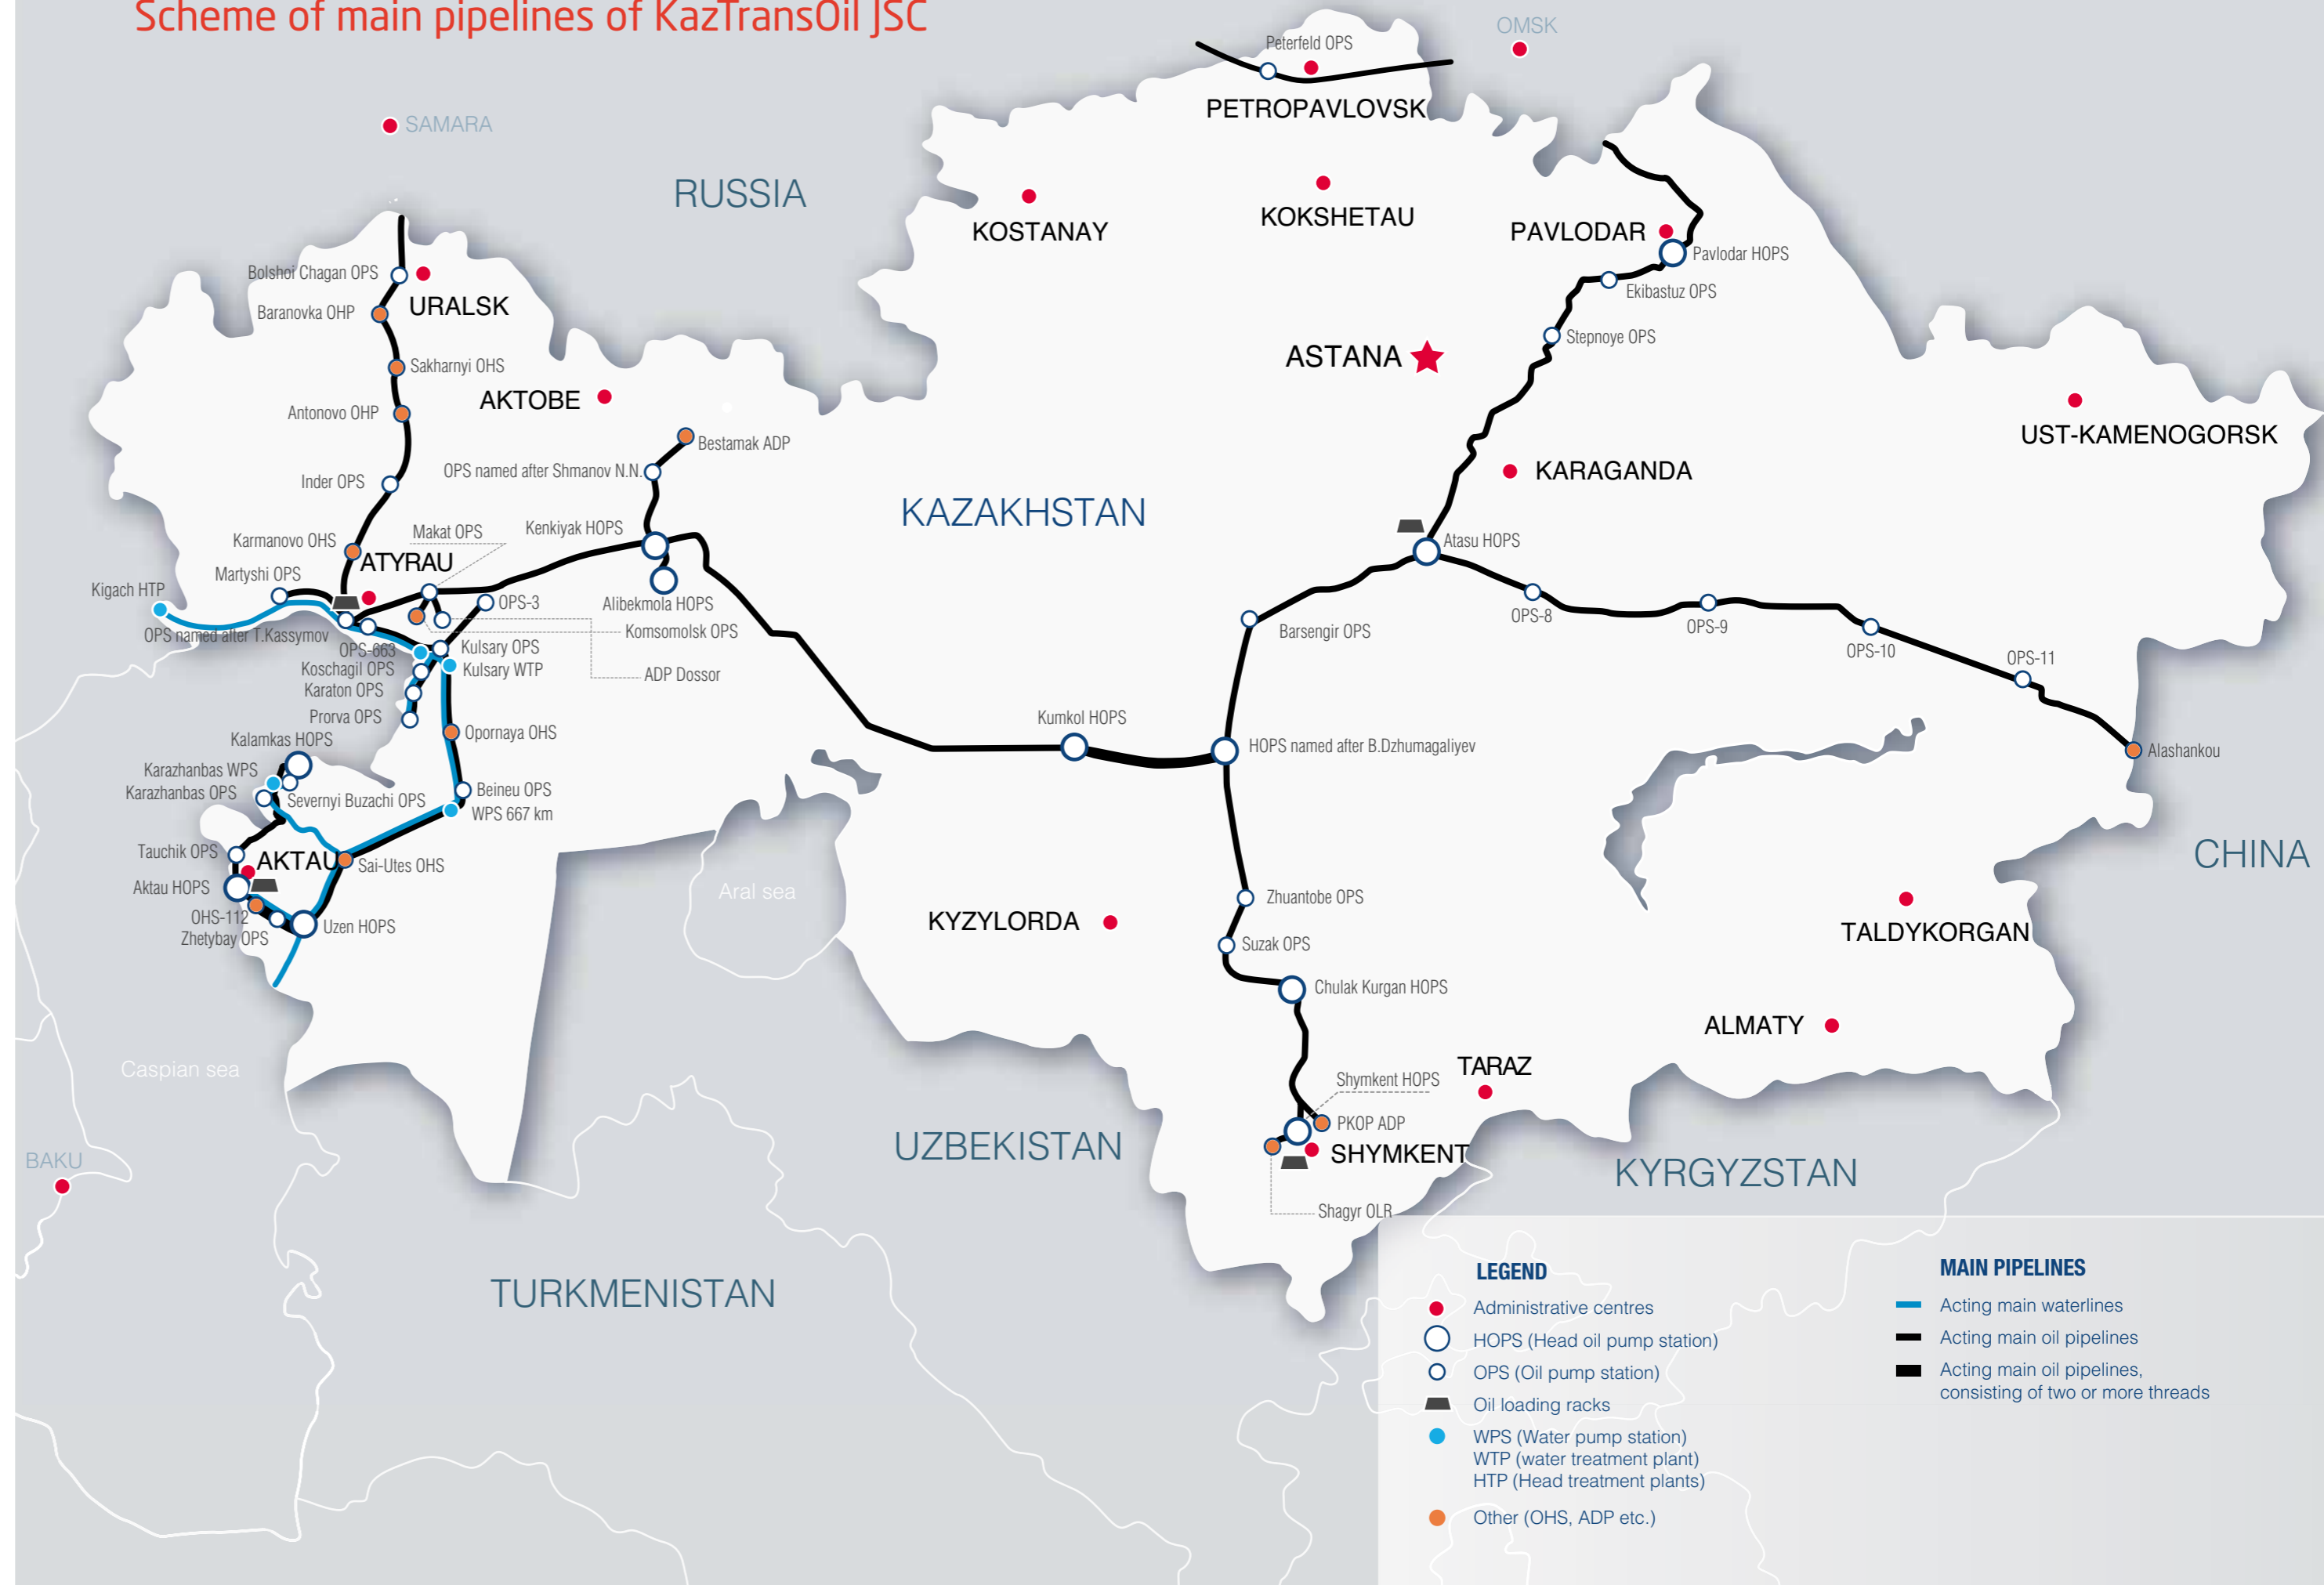 Scheme of main pipelines of KazTransOil JSC
OMSK
Peterfeld OPS
PETROPAVLOVSK
SAMARA
RUSSIA
KOSTANAY
KOKSHETAU
PAVLODAR
Pavlodar HOPS
Ekibastuz OPS
Stepnoye OPS
Bolshoi Chagan OPS
URALSK
Baranovka OHP
Sakharnyi OHS
ASTANA
AKTOBE
Antonovo OHP
Bestamak ADP
UST-KAMENOGORSK
OPS named after Shmanov N.N.
KARAGANDA
Inder OPS
KAZAKHSTAN
Makat OPS
Kenkiyak HOPS
Karmanovo OHS
ATYRAU
Atasu HOPS
Martyshi OPS
Kigach HTP
OPS-3
Alibekmola HOPS
OPS-8
OPS-9
OPS named after T.Kassymov
Komsomolsk OPS
Barsengir OPS
OPS-10
OPS-663
Kulsary OPS
OPS-11
Koschagil OPS
Kulsary WTP
ADP Dossor
Karaton OPS
Prorva OPS
Kumkol HOPS
Opornaya OHS
Kalamkas HOPS
HOPS named after B.Dzhumagaliyev
Alashankou
Karazhanbas WPS
Karazhanbas OPS
Severnyi Buzachi OPS
Beineu OPS
WPS 667 km
Tauchik OPS
AKTAU
Sai-Utes OHS
CHINA
Aktau HOPS
Aral sea
Zhuantobe OPS
OHS-112
KYZYLORDA
Uzen HOPS
Zhetybay OPS
TALDYKORGAN
Suzak OPS
Chulak Kurgan HOPS
ALMATY
Caspian sea
TARAZ
Shymkent HOPS
PKOP ADP
BAKU
UZBEKISTAN
SHYMKENT
KYRGYZSTAN
Shagyr OLR
TURKMENISTAN
LEGEND
Administrative centres
HOPS (Head oil pump station)
OPS (Oil pump station)
Oil loading racks
WPS (Water pump station)
WTP (water treatment plant)
HTP (Head treatment plants)
Other (OHS, ADP etc.)
MAIN PIPELINES
Acting main waterlines
Acting main oil pipelines
Acting main oil pipelines,
consisting of two or more threads